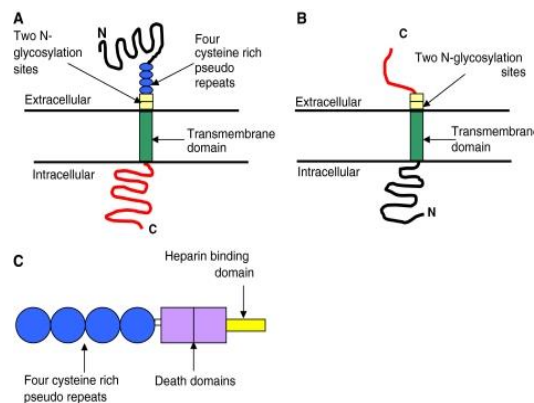 A
N
Two N-
glycosylation
sites
Four
cysteine rich
pseudo
repeats
Extracellular
Transmembrane
domain
Intracellular
C
B
C
Two N-glycosylation
sites
Extracellular
Transmembrane
domain
Intracellular
N
C
Heparin binding
domain
Four cysteine rich
pseudo repeats
Death domains